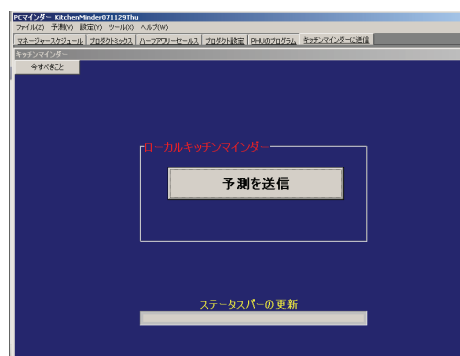 PCマインダー KitchenMinder071129Thu
ファイル(Z) 予測(Y) 設定(Y) ツール(X) ヘルプ(W)
マネージャースケジュール プロダクトミックス ハーフアワリーセールス プロダクト設定 PHUのプログラム キッチンマインダーに送信
キッチンマインダー
今すべきこと
ローカルキッチンマインダー
予測を送信
ステータスバーの更新